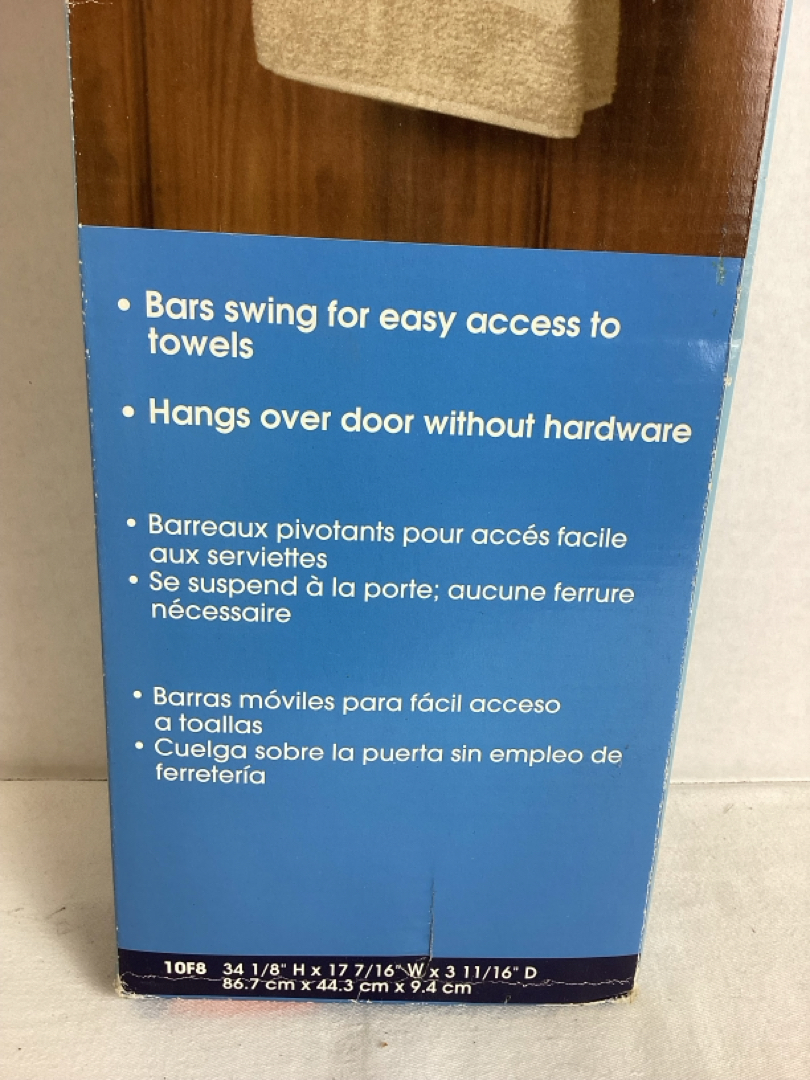 • Bars swing for easy access to
towels
• Hangs over door without hardware
• Barreaux pivotants pour accés facile
aux serviettes
• Se suspend à la porte; aucune ferrure
nécessaire
• Barras móviles para fácil acceso
a toallas
• Cuelga sobre la puerta sin empleo de
ferretería
10F8 34 1/8" H x 17 7/16" W x 3 11/16" D
86.7 cm x 44.3 cm x 9.4 cm